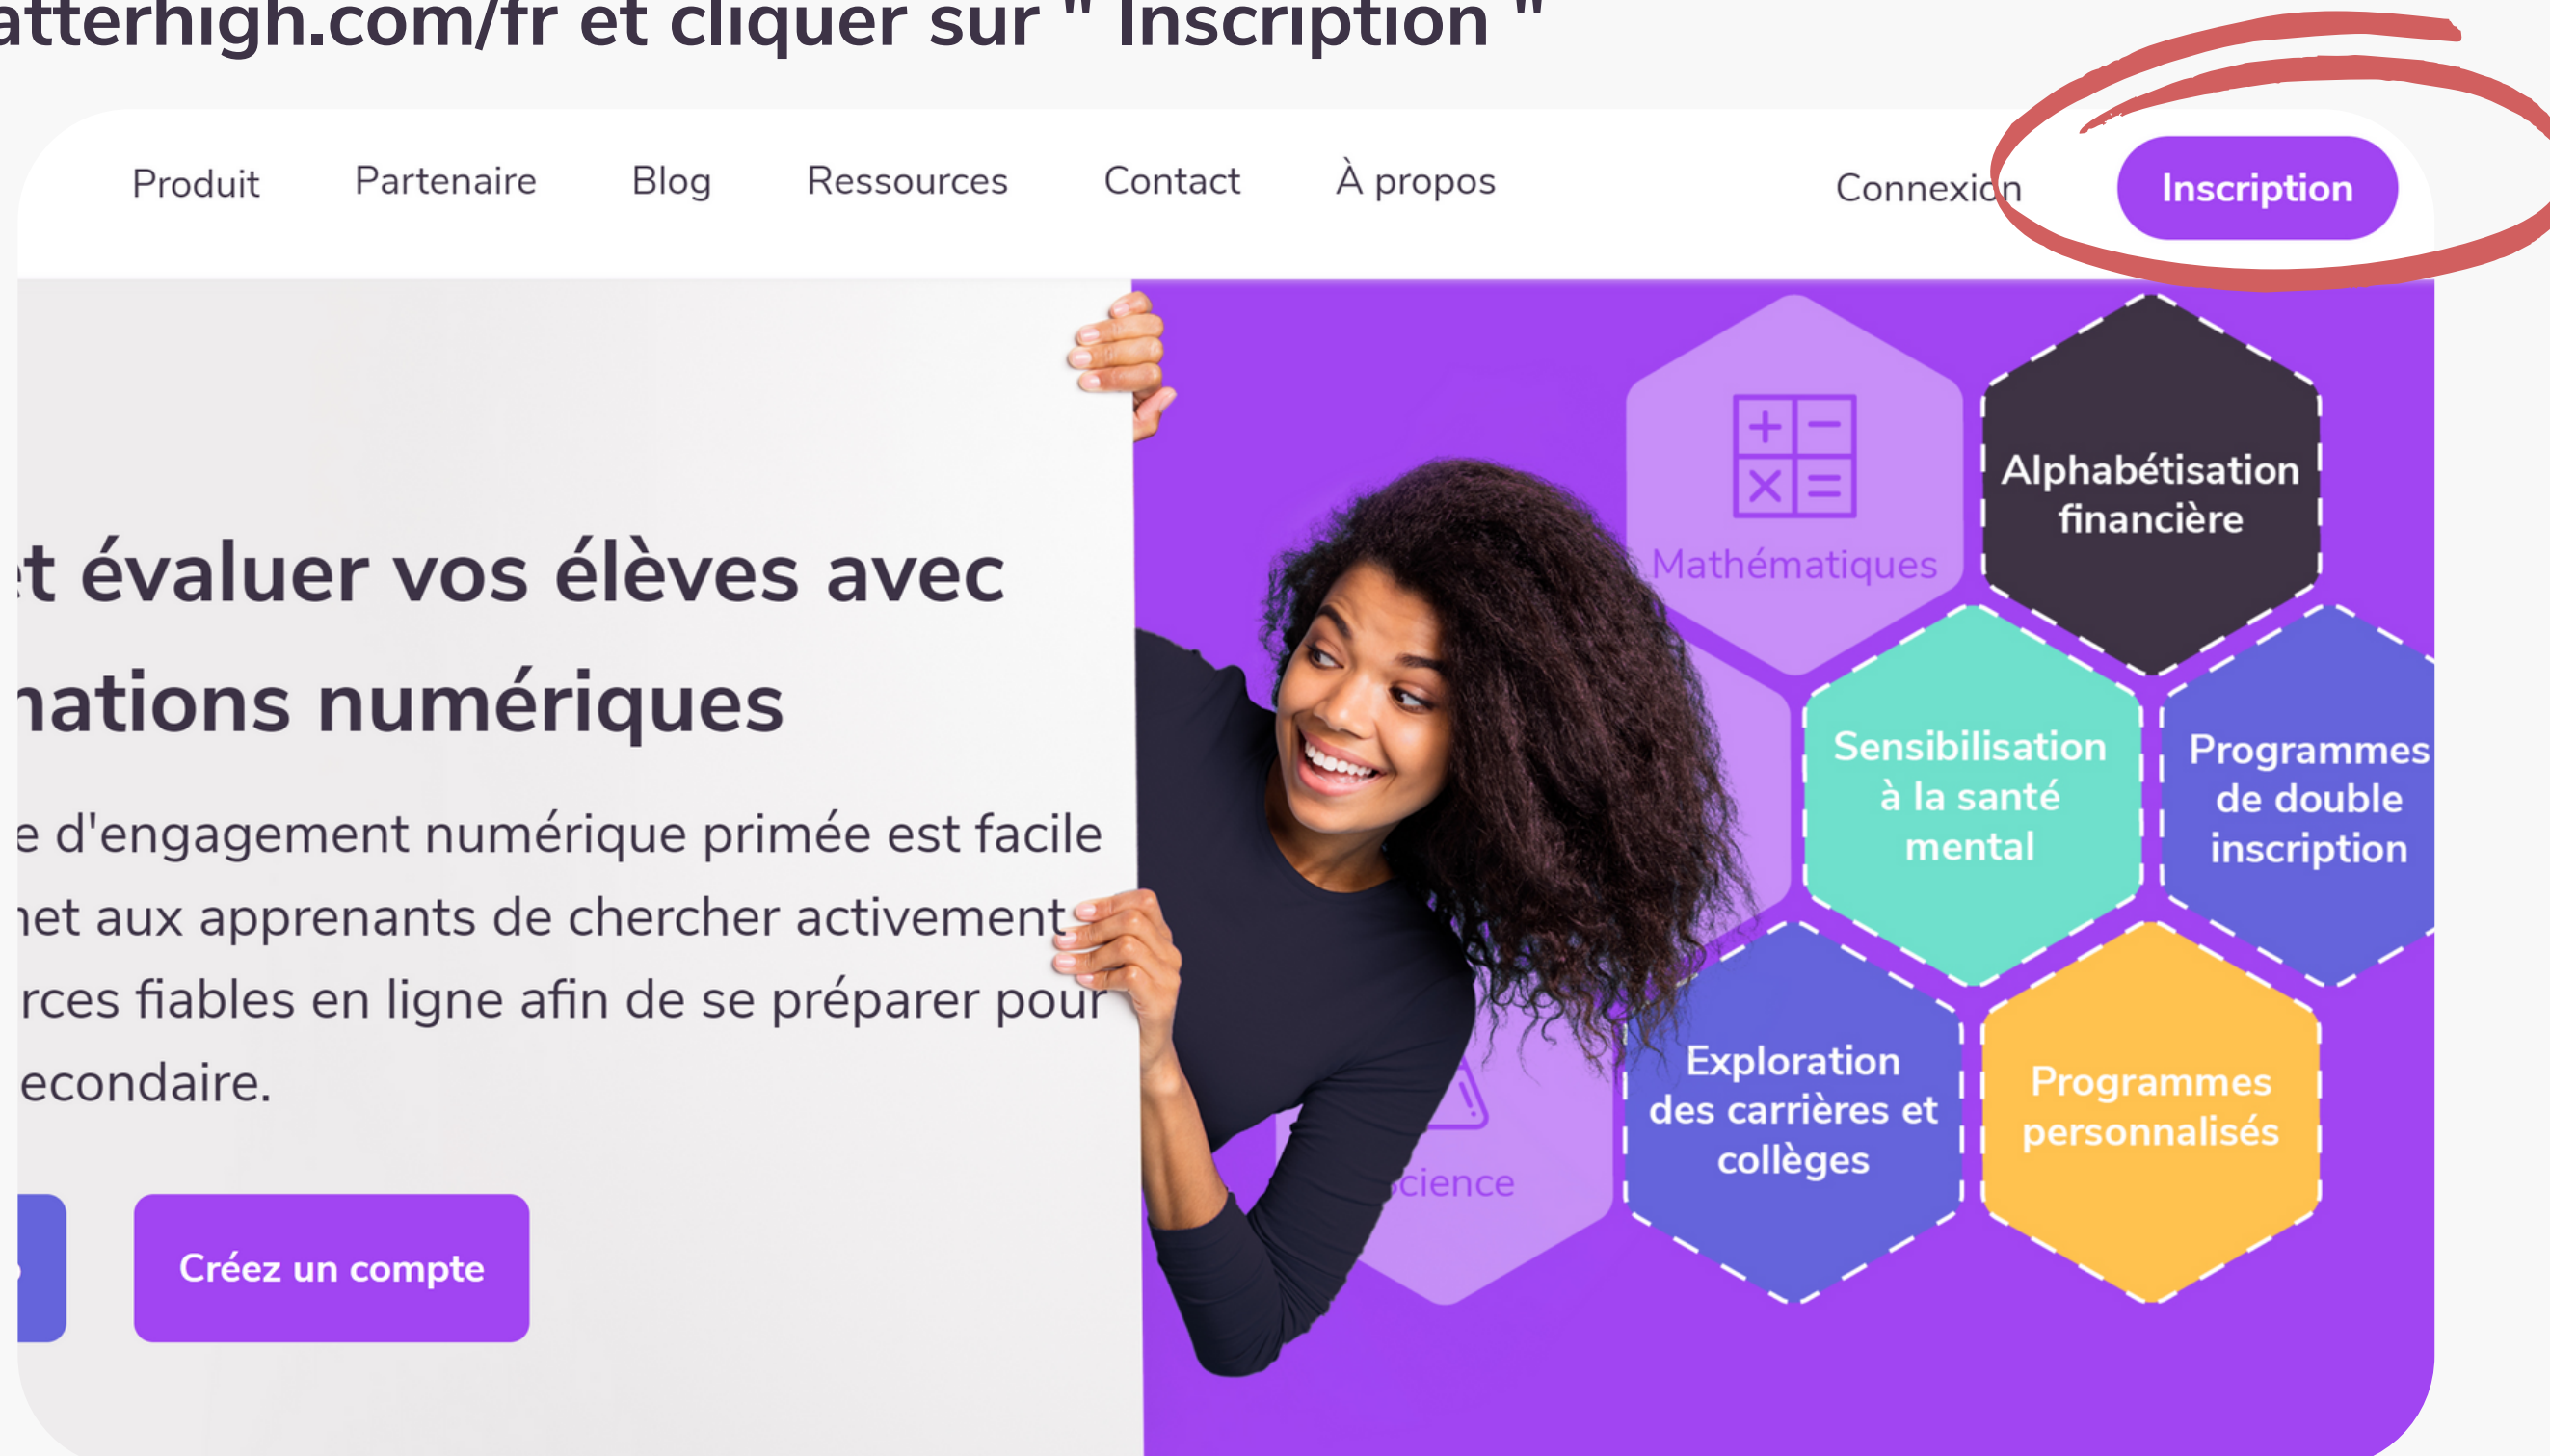 atterhigh.com/fr et cliquer sur " Inscription "
Produit Partenaire Blog Ressources Contact À propos Connexion Inscription
t évaluer vos élèves avec
nations numériques
e d'engagement numérique primée est facile
net aux apprenants de chercher activement
rces fiables en ligne afin de se préparer pour
econdaire.
Créez un compte
Mathématiques
Alphabétisation
financière
Sensibilisation
à la santé
mental
Programmes
de double
inscription
Exploration
des carrières et
collèges
Programmes
personnalisés
cience